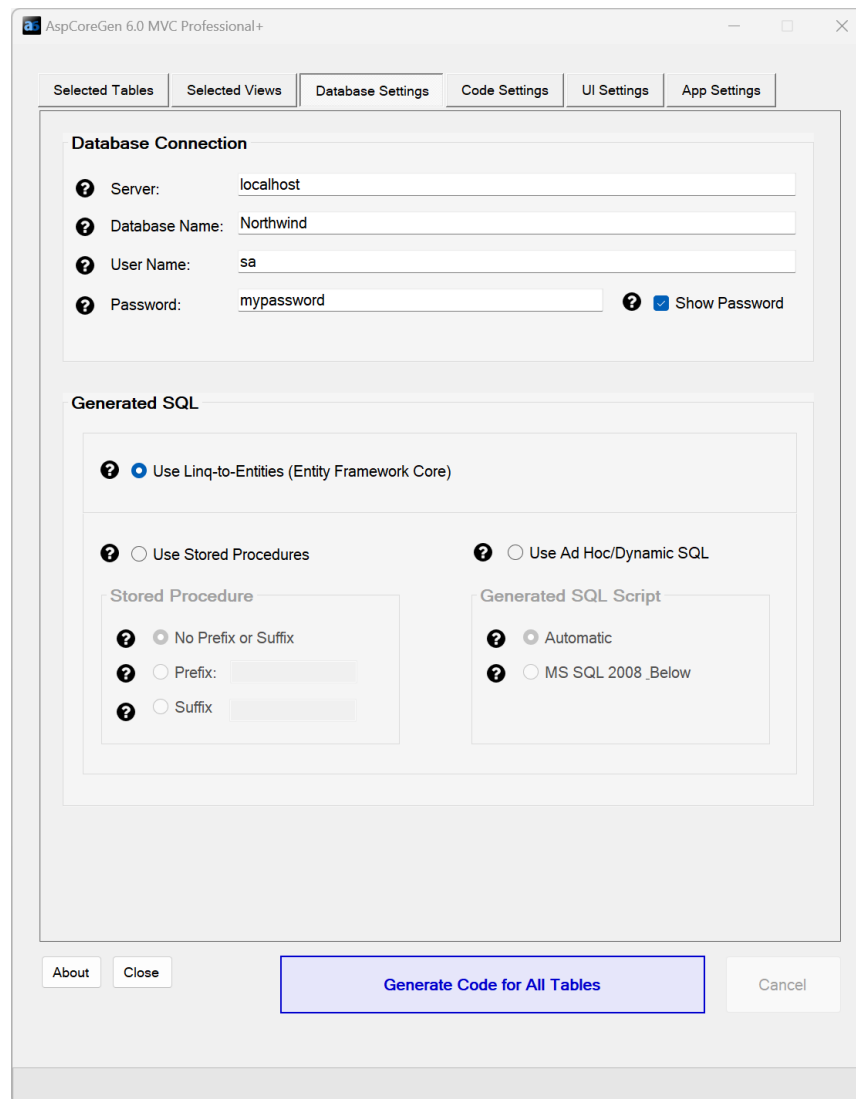 AspCoreGen 6.0 MVC Professional+
Selected Tables Selected Views Database Settings Code Settings UI Settings App Settings
Database Connection
Server: localhost
Database Name: Northwind
User Name: sa
Password: mypassword Show Password
Generated SQL
Use Linq-to-Entities (Entity Framework Core)
Use Stored Procedures Use Ad Hoc/Dynamic SQL
Stored Procedure Generated SQL Script
No Prefix or Suffix Automatic
Prefix: MS SQL 2008 _Below
Suffix
About Close Generate Code for All Tables Cancel